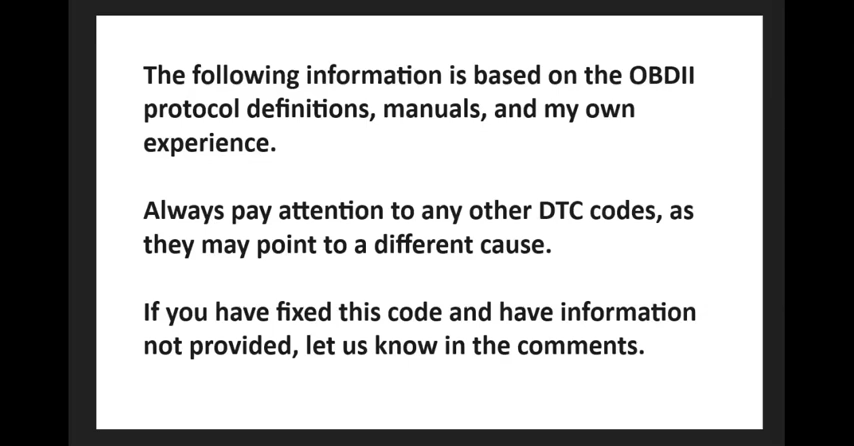 The following information is based on the OBDII
protocol definitions, manuals, and my own
experience.
Always pay attention to any other DTC codes, as
they may point to a different cause.
If you have fixed this code and have information
not provided, let us know in the comments.